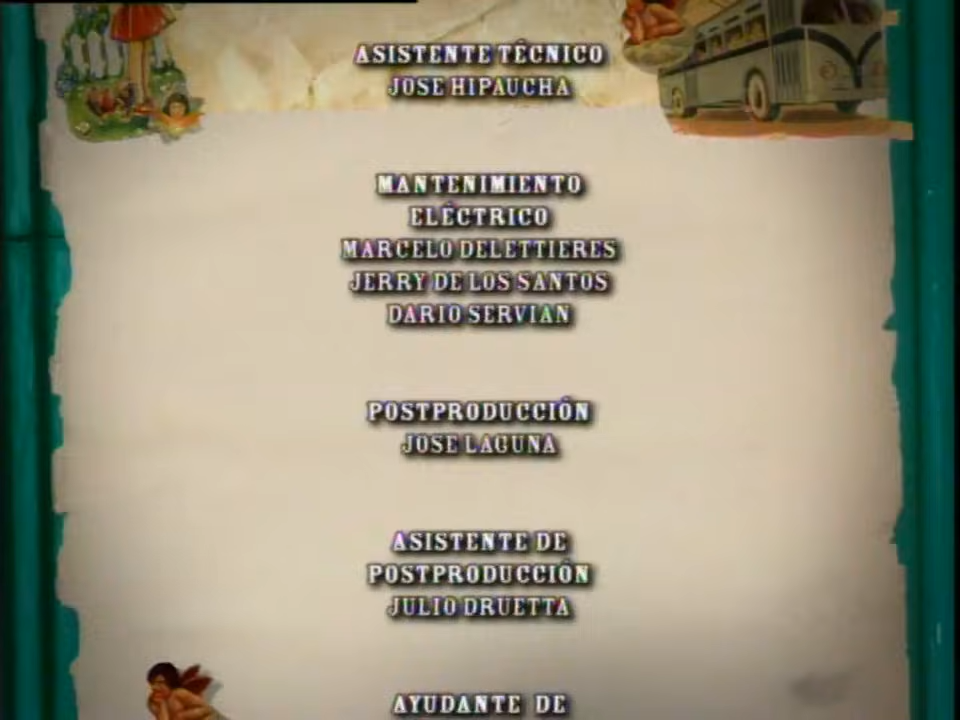 ASISTENTE TÉCNICO
JOSE HIPAUCHA
MANTENIMIENTO
ELÉCTRICO
MARCELO DELETTIERES
JERRY DE LOS SANTOS
DARIO SERVIAN
POSTPRODUCCIÓN
JOSE LAGUNA
ASISTENTE DE
POSTPRODUCCIÓN
JULIO DRUETTA
AYUDANTE DE